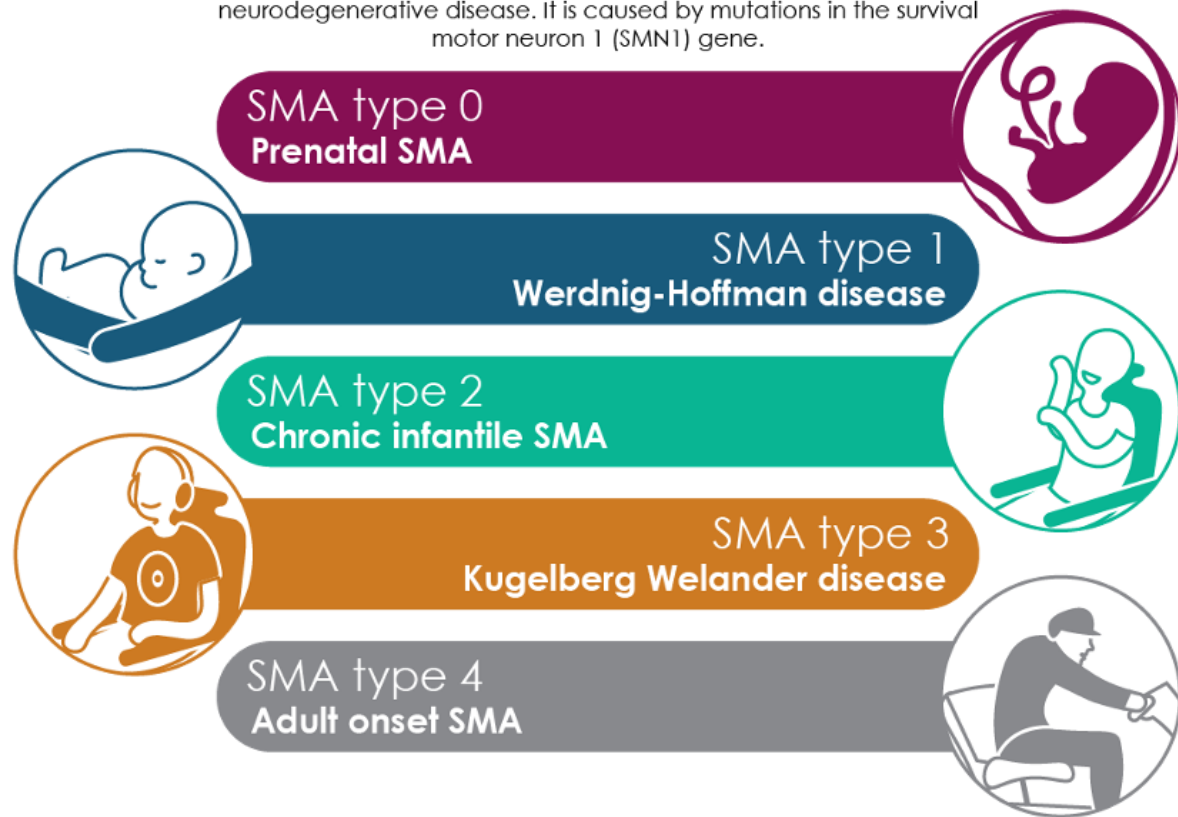 neurodegenerative disease. It is caused by mutations in the survival
motor neuron 1 (SMN1) gene.
SMA type 0
Prenatal SMA
SMA type 1
Werdnig-Hoffman disease
SMA type 2
Chronic infantile SMA
SMA type 3
Kugelberg Welander disease
SMA type 4
Adult onset SMA